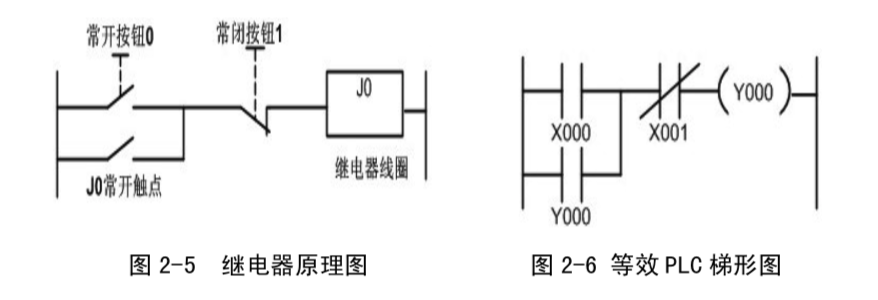 常开按钮0
常闭按钮1
J0
J0常开触点
继电器线圈
X000
X001
Y000
Y000
图 2-5 继电器原理图
图 2-6 等效 PLC 梯形图